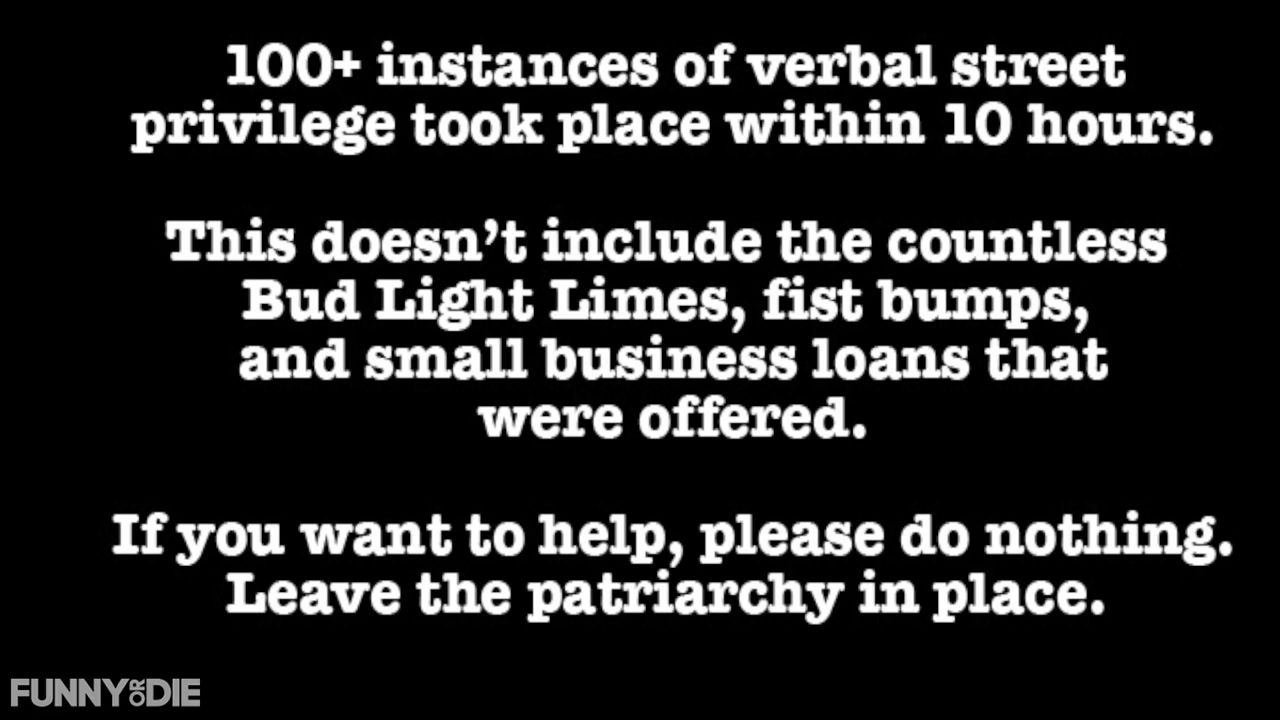 100+ instances of verbal street
privilege took place within 10 hours.
This doesn't include the countless
Bud Light Limes, fist bumps,
and small business loans that
were offered.
If you want to help, please do nothing.
Leave the patriarchy in place.
FUNNY OR DIE